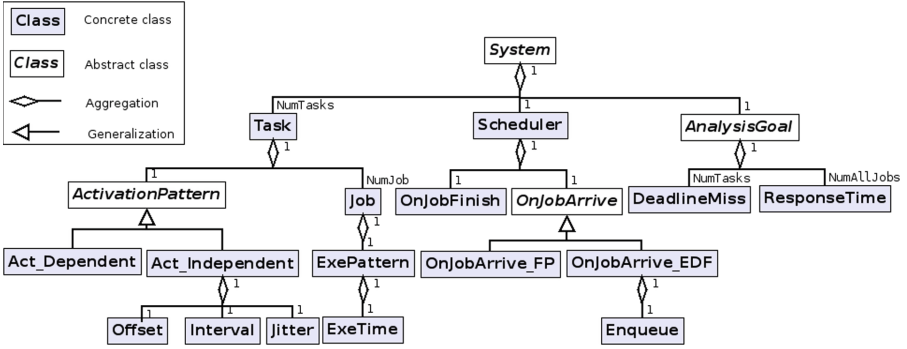 Class Concrete class
Class Abstract class
Aggregation
Generalization
System
1
NumTasks 1 1
Task Scheduler AnalysisGoal
1 1 1
1 NumJob 1 1 NumTasks NumAllJobs
ActivationPattern Job OnJobFinish OnJobArrive DeadlineMiss ResponseTime
1
1
Act_Dependent Act_Independent ExePattern OnJobArrive_FP OnJobArrive_EDF
1 1 1
1 1 1 1 1
Offset Interval Jitter ExeTime Enqueue